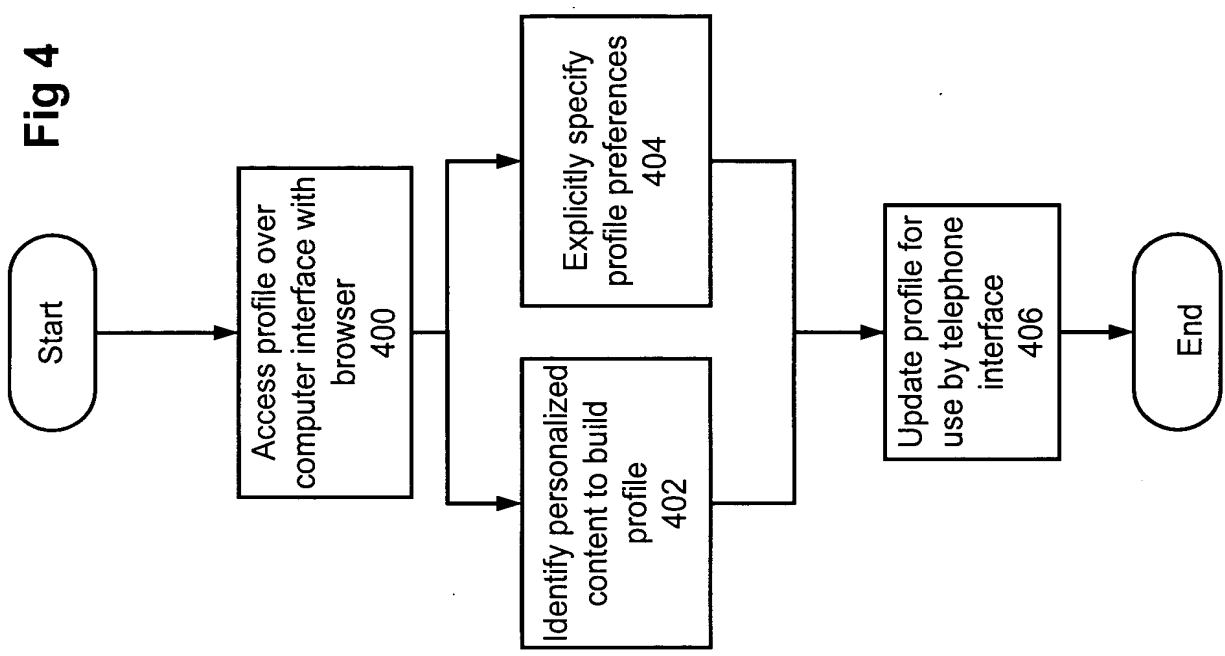 Fig 4
Start
Access profile over
computer interface with
browser
400
Identify personalized
content to build
profile
402
Explicitly specify
profile preferences
404
Update profile for
use by telephone
interface
406
End